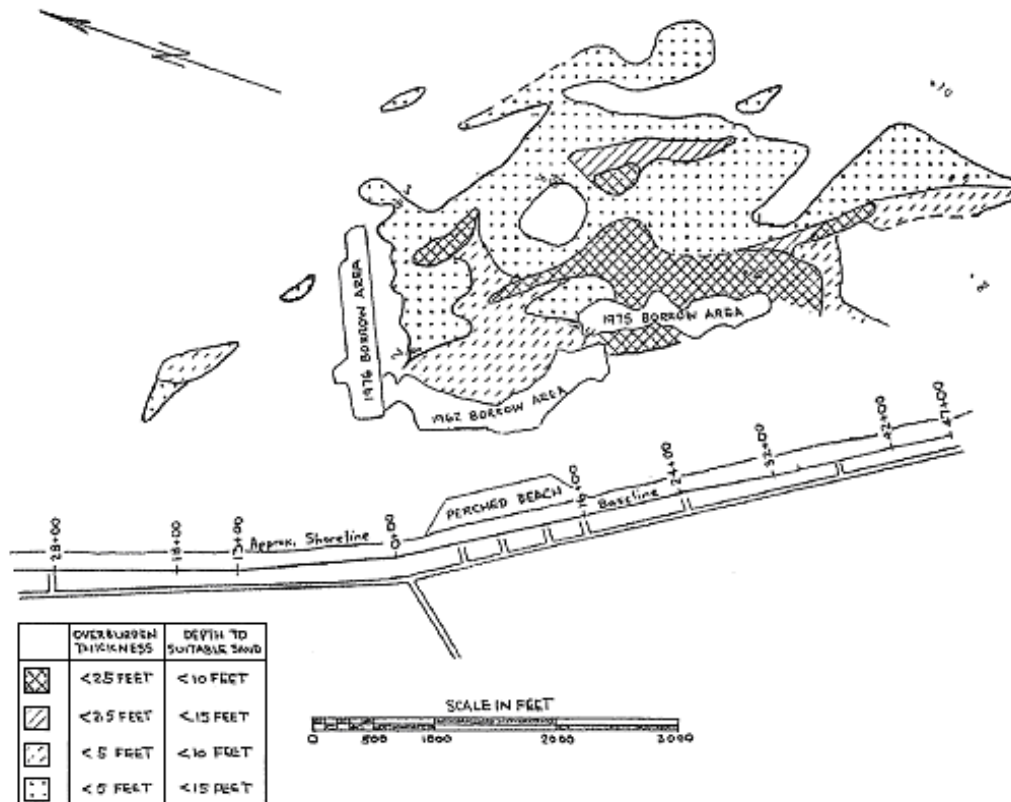 N
1976 BORROW AREA
1975 BORROW AREA
1962 BORROW AREA
PERCHED BEACH
Baseline
Approx. Shoreline
28+00
18+00
13+00
0+00
16+00
24+00
32+00
42+00
47+00
OVERBURDEN THICKNESS
DEPTH TO SUITABLE SAND
<2.5 FEET <10 FEET
<2.5 FEET <15 FEET
<5 FEET <10 FEET
<5 FEET <15 FEET
SCALE IN FEET
0 500 1000 2000 3000